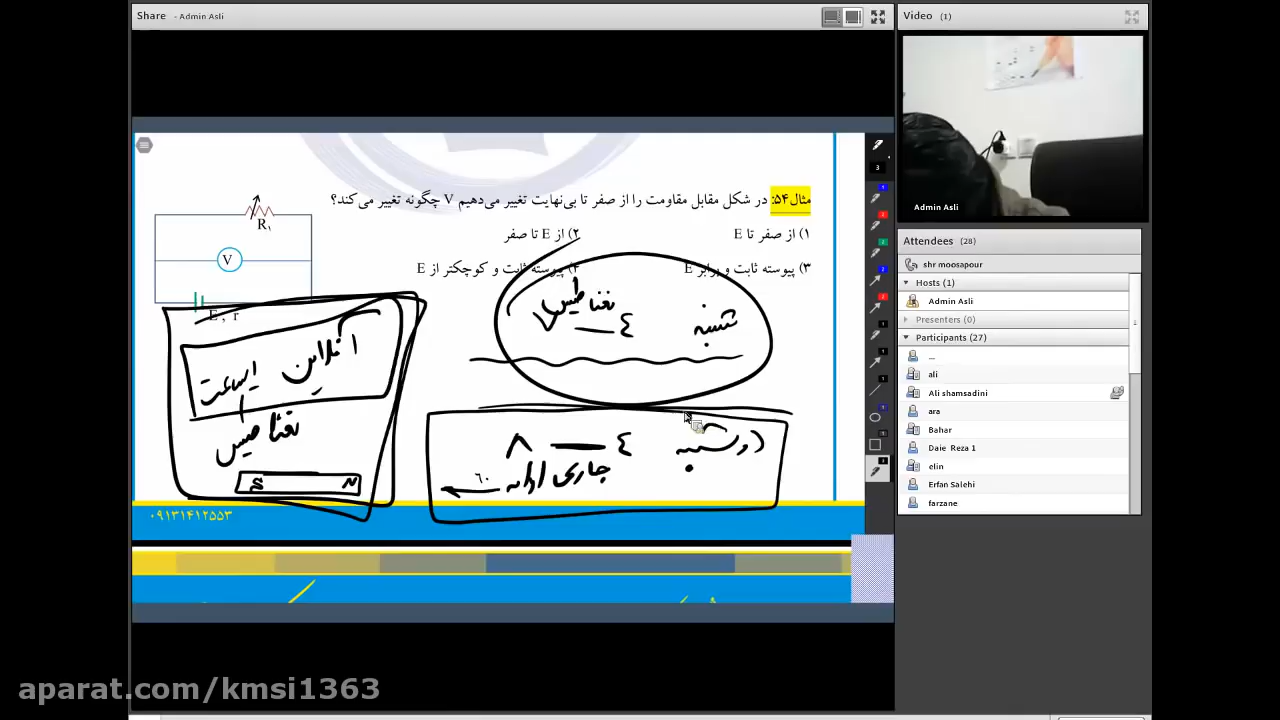 Share - Admin Asli
مثال۵۴: در شکل مقابل مقاومت را از صفر تا بی‌نهایت تغییر می‌دهیم V چگونه تغییر می‌کند؟
۱) از صفر تا E
۲) از E تا صفر
۳) پیوسته ثابت و برابر E
۴) پیوسته ثابت و کوچکتر از E
R۱
V
E , r
مغناطیس
شنبه ۴ — ۷
آنلاین
مغناطیس
S N
دوشنبه ۴ — ۸
جاری
۶۰
۰۹۱۳۱۴۱۲۵۵۳
3
Video (1)
Admin Asli
Attendees (28)
shr moosapour
Hosts (1)
Admin Asli
Presenters (0)
Participants (27)
..
ali
Ali shamsadini
ara
Bahar
Daie Reza 1
elin
Erfan Salehi
farzane
aparat.com/kmsi1363